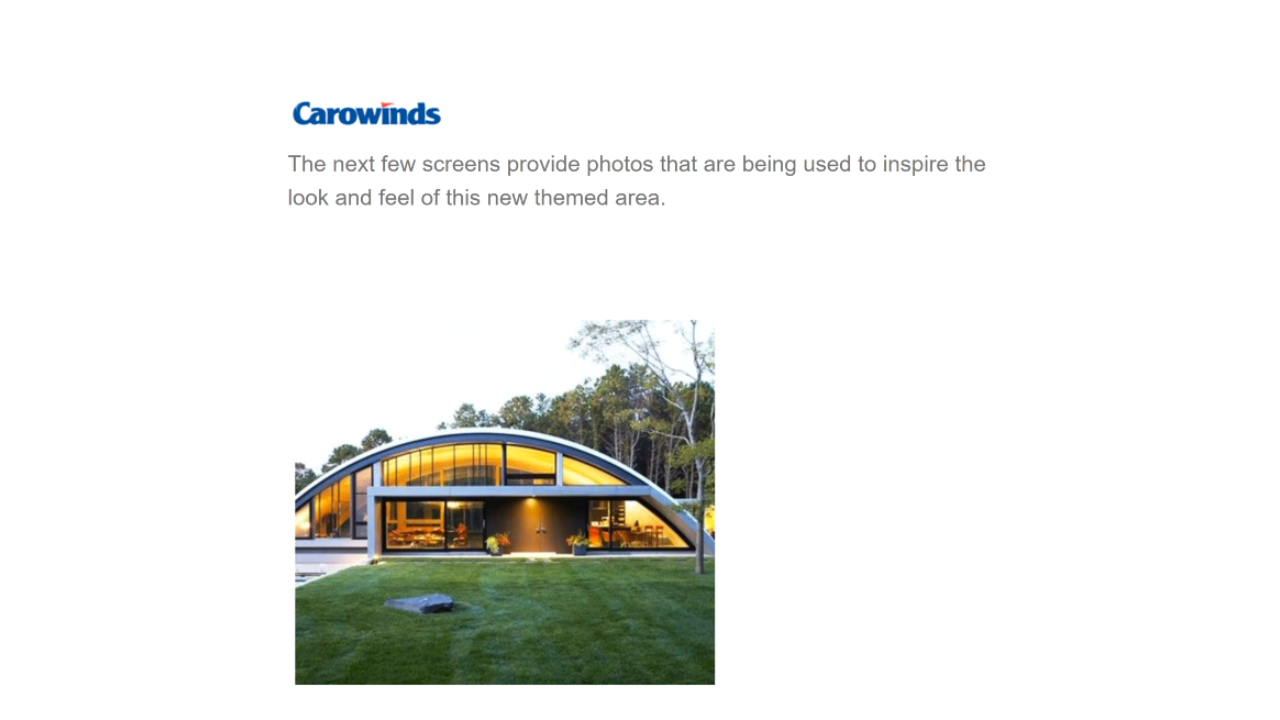 Carowinds
The next few screens provide photos that are being used to inspire the
look and feel of this new themed area.